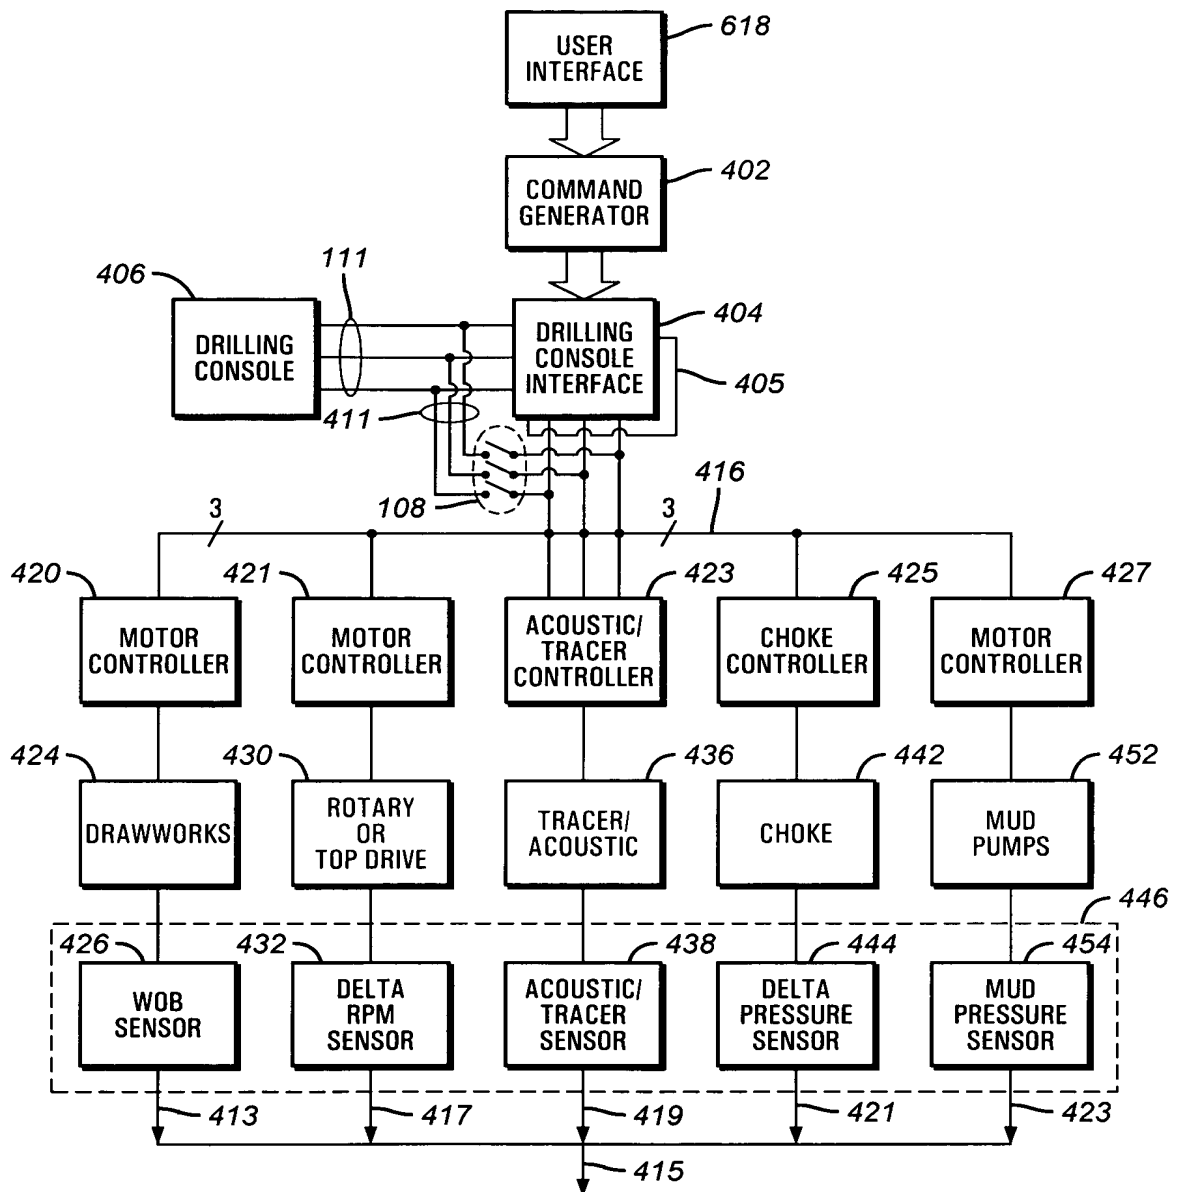 USER
INTERFACE
618
COMMAND
GENERATOR
402
406
111
DRILLING
CONSOLE
DRILLING
CONSOLE
INTERFACE
404
405
411
108
3
3
416
420
421
423
425
427
MOTOR
CONTROLLER
MOTOR
CONTROLLER
ACOUSTIC/
TRACER
CONTROLLER
CHOKE
CONTROLLER
MOTOR
CONTROLLER
424
430
436
442
452
DRAWWORKS
ROTARY
OR
TOP DRIVE
TRACER/
ACOUSTIC
CHOKE
MUD
PUMPS
446
426
432
438
444
454
WOB
SENSOR
DELTA
RPM
SENSOR
ACOUSTIC/
TRACER
SENSOR
DELTA
PRESSURE
SENSOR
MUD
PRESSURE
SENSOR
413
417
419
421
423
415